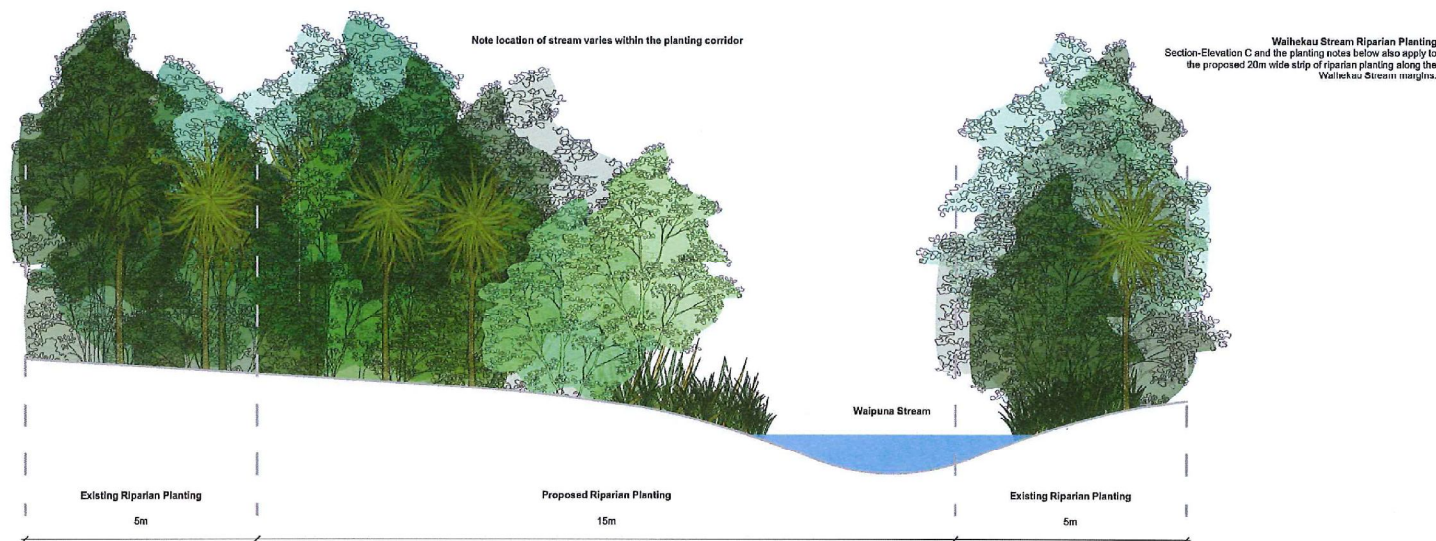 Note location of stream varies within the planting corridor
Waihekau Stream Riparian Planting
Section-Elevation C and the planting notes below also apply to
the proposed 20m wide strip of riparian planting along the
Waihekau Stream margins.
Waipuna Stream
Existing Riparian Planting
Proposed Riparian Planting
Existing Riparian Planting
5m
15m
5m